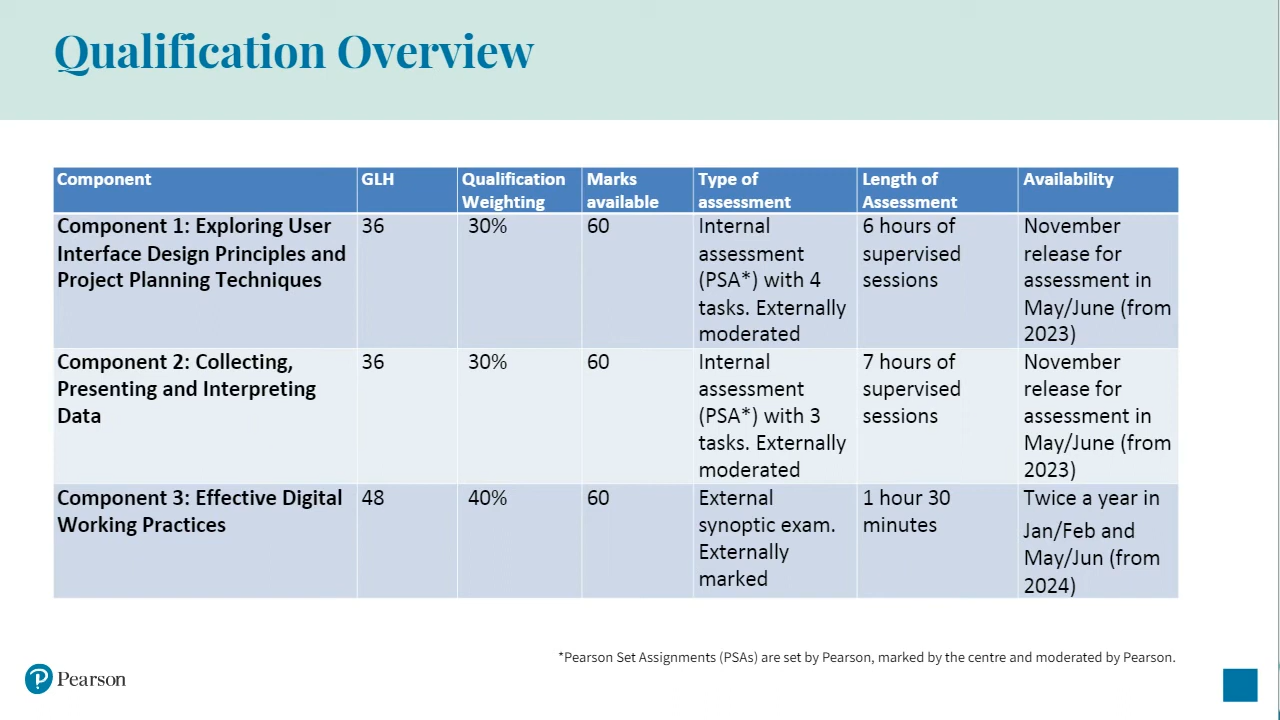 Qualification Overview
Component GLH Qualification Weighting Marks available Type of assessment Length of Assessment Availability
Component 1: Exploring User
Interface Design Principles and
Project Planning Techniques
36
30%
60
Internal
assessment
(PSA*) with 4
tasks. Externally
moderated
6 hours of
supervised
sessions
November
release for
assessment in
May/June (from
2023)
Component 2: Collecting,
Presenting and Interpreting
Data
36
30%
60
Internal
assessment
(PSA*) with 3
tasks. Externally
moderated
7 hours of
supervised
sessions
November
release for
assessment in
May/June (from
2023)
Component 3: Effective Digital
Working Practices
48
40%
60
External
synoptic exam.
Externally
marked
1 hour 30
minutes
Twice a year in
Jan/Feb and
May/Jun (from
2024)
*Pearson Set Assignments (PSAs) are set by Pearson, marked by the centre and moderated by Pearson.
Pearson